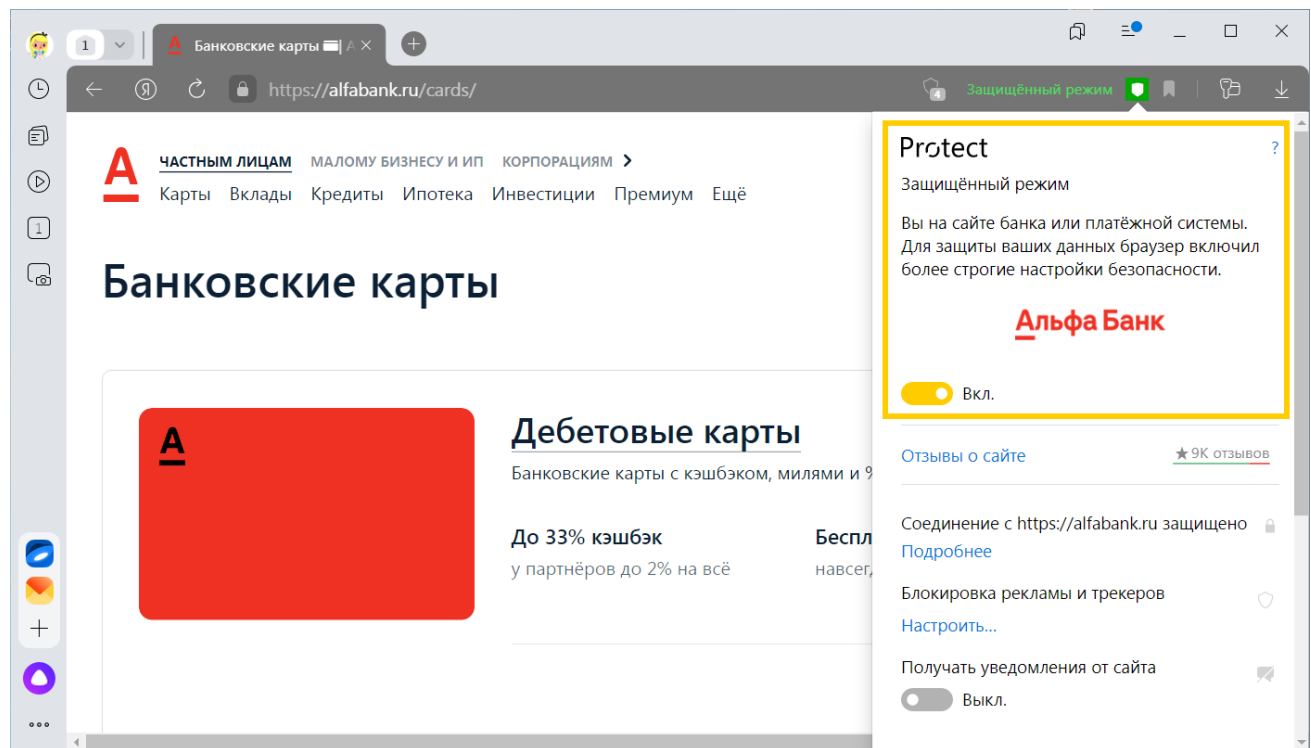 1
Банковские карты | А
https://alfabank.ru/cards/
4
Защищённый режим
1
А
ЧАСТНЫМ ЛИЦАМ МАЛОМУ БИЗНЕСУ И ИП КОРПОРАЦИЯМ
Карты Вклады Кредиты Ипотека Инвестиции Премиум Ещё
Банковские карты
А
Дебетовые карты
Банковские карты с кэшбэком, милями и %
До 33% кэшбэк
у партнёров до 2% на всё
Protect
?
Защищённый режим
Вы на сайте банка или платёжной системы.
Для защиты ваших данных браузер включил
более строгие настройки безопасности.
Альфа Банк
Вкл.
Отзывы о сайте
9K отзывов
Соединение с https://alfabank.ru защищено
Подробнее
Блокировка рекламы и трекеров
Настроить...
Получать уведомления от сайта
Выкл.